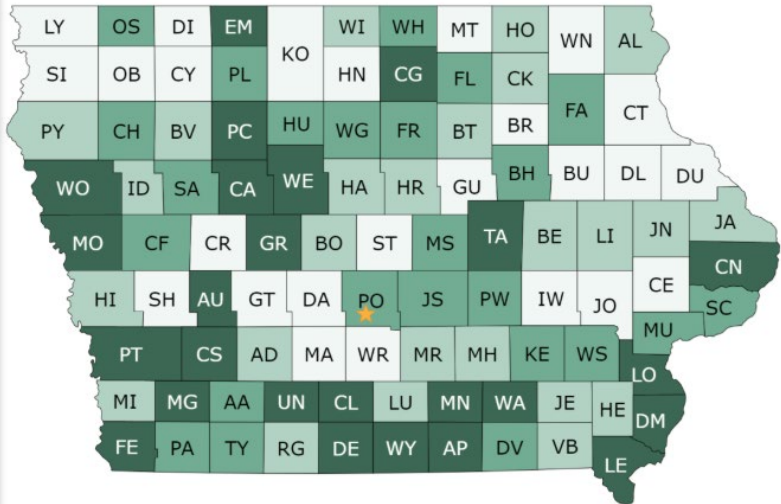 LY OS DI EM KO WI WH MT HO WN AL
SI OB CY PL HN CG FL CK
PY CH BV PC HU WG FR BT BR FA CT
WO ID SA CA WE HA HR GU BH BU DL DU
MO CF CR GR BO ST MS TA BE LI JN JA
HI SH AU GT DA PO JS PW IW JO CE CN
SC
MU
PT CS AD MA WR MR MH KE WS LO
MI MG AA UN CL LU MN WA JE HE DM
FE PA TY RG DE WY AP DV VB LE